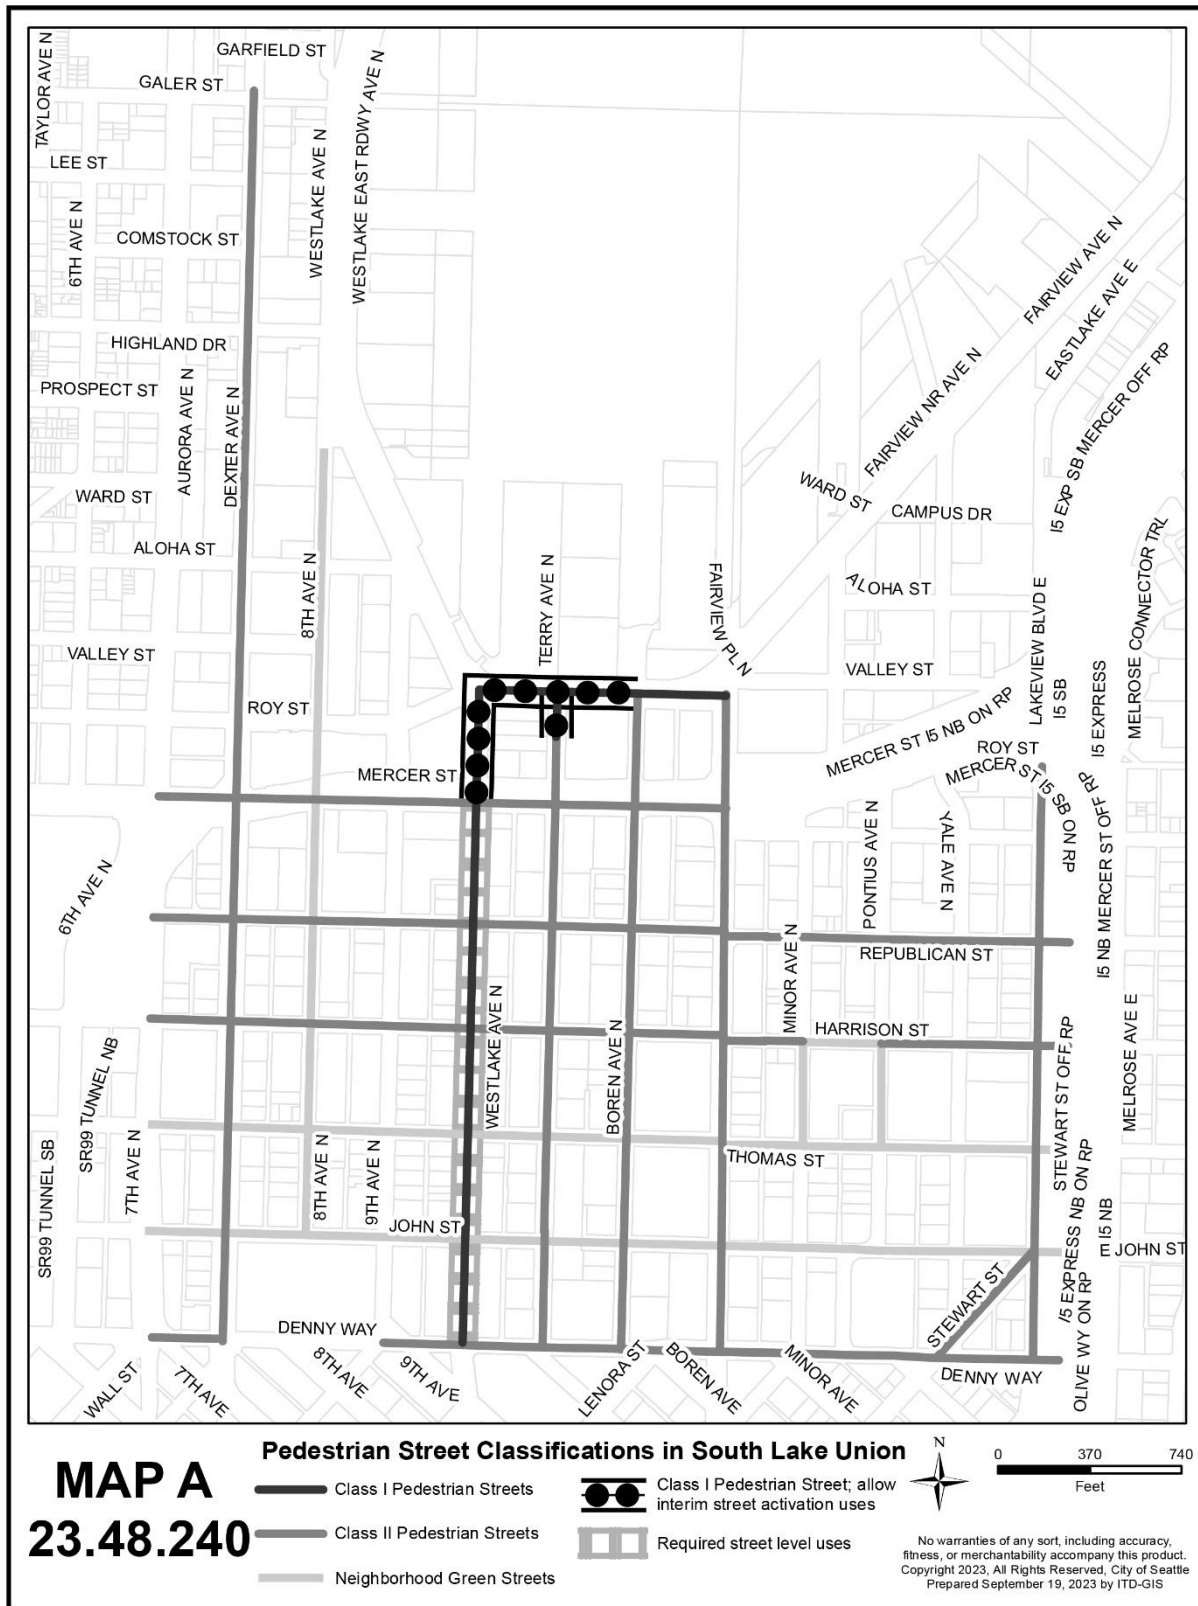 GARFIELD ST
GALER ST
TAYLOR AVE N
LEE ST
WESTLAKE AVE N
WESTLAKE EAST RDWY AVE N
6TH AVE N
COMSTOCK ST
FAIRVIEW AVE N
EASTLAKE AVE E
HIGHLAND DR
PROSPECT ST
AURORA AVE N
DEXTER AVE N
FAIRVIEW NR AVE N
I5 EXP SB MERCER OFF RP
WARD ST
WARD ST
CAMPUS DR
ALOHA ST
8TH AVE N
TERRY AVE N
FAIRVIEW PL N
ALOHA ST
LAKEVIEW BLVD E
MELROSE CONNECTOR TRL
VALLEY ST
VALLEY ST
I5 SB
I5 EXPRESS
ROY ST
MERCER ST I5 NB ON RP
ROY ST
MERCER ST
MERCER ST I5 SB ON RP
I5 NB MERCER ST OFF RP
PONTIUS AVE N
YALE AVE N
6TH AVE N
MINOR AVE N
REPUBLICAN ST
WESTLAKE AVE N
BOREN AVE N
HARRISON ST
SR99 TUNNEL NB
STEWART ST OFF RP
MELROSE AVE E
SR99 TUNNEL SB
7TH AVE N
8TH AVE N
9TH AVE N
THOMAS ST
JOHN ST
I5 EXPRESS NB ON RP
I5 NB
E JOHN ST
STEWART ST
DENNY WAY
OLIVE WY ON RP
WALL ST
7TH AVE
8TH AVE
9TH AVE
LENORA ST
BOREN AVE
MINOR AVE
DENNY WAY
MAP A
23.48.240
Pedestrian Street Classifications in South Lake Union
Class I Pedestrian Streets
Class II Pedestrian Streets
Neighborhood Green Streets
Class I Pedestrian Street; allow
interim street activation uses
Required street level uses
N
0 370 740
Feet
No warranties of any sort, including accuracy,
fitness, or merchantability accompany this product.
Copyright 2023, All Rights Reserved, City of Seattle
Prepared September 19, 2023 by ITD-GIS